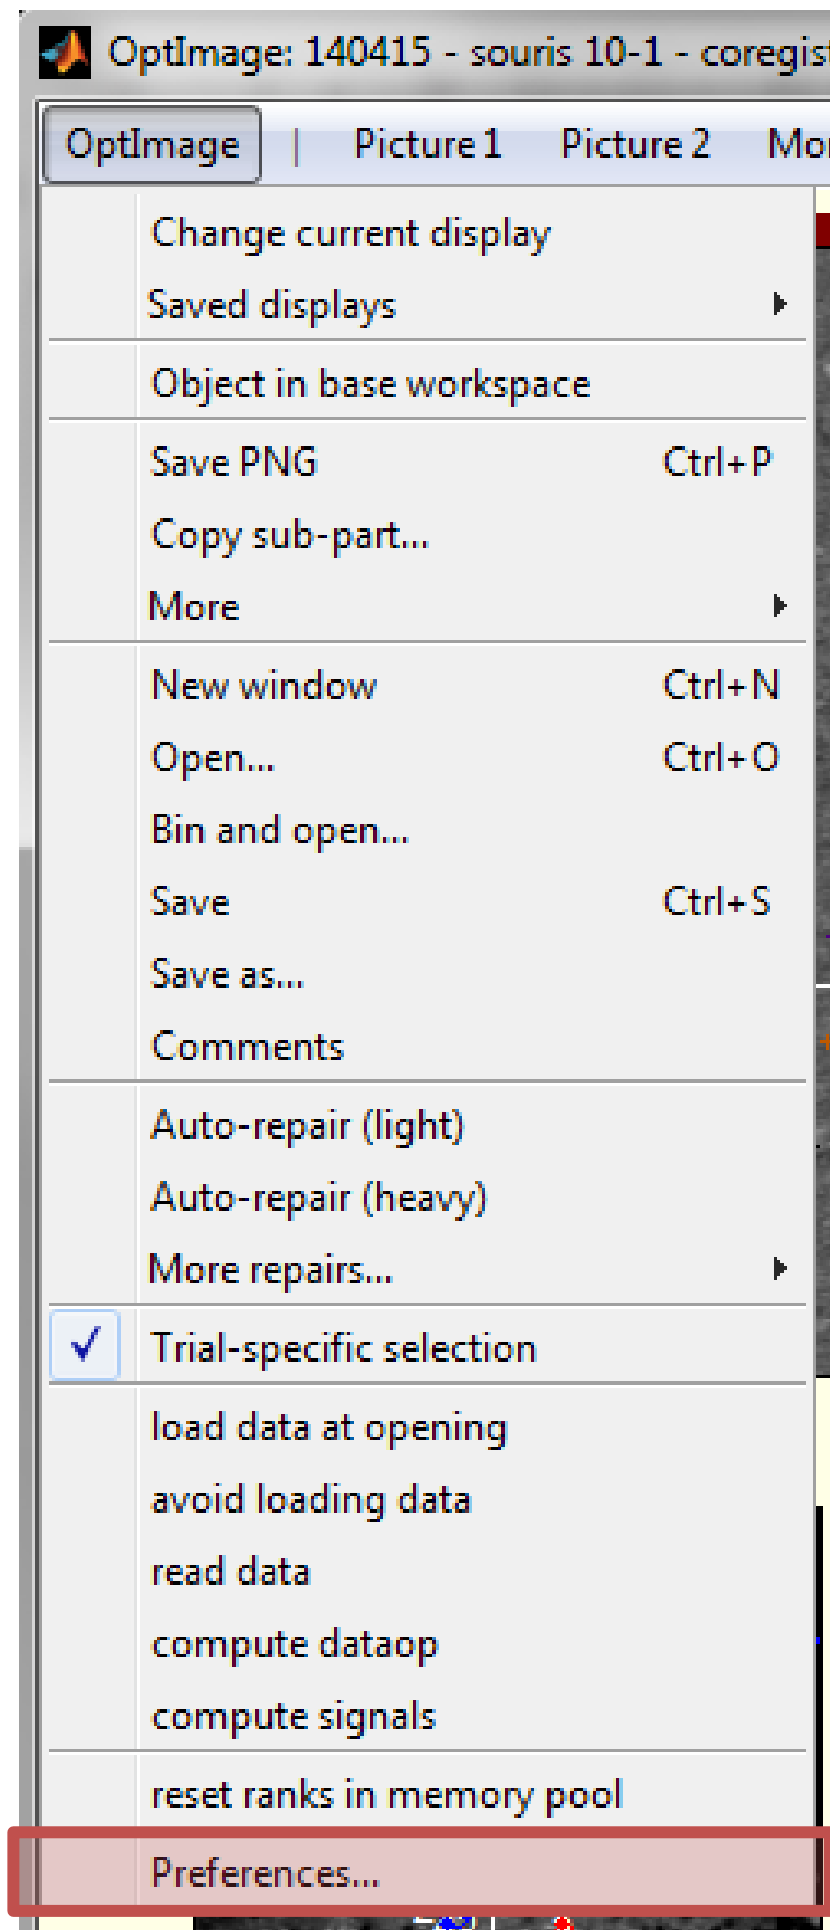 OptImage: 140415 - souris 10-1 - coregis
OptImage | Picture 1 Picture 2 Mo
Change current display
Saved displays
Object in base workspace
Save PNG Ctrl+P
Copy sub-part...
More
New window Ctrl+N
Open... Ctrl+O
Bin and open...
Save Ctrl+S
Save as...
Comments
Auto-repair (light)
Auto-repair (heavy)
More repairs...
Trial-specific selection
load data at opening
avoid loading data
read data
compute dataop
compute signals
reset ranks in memory pool
Preferences...